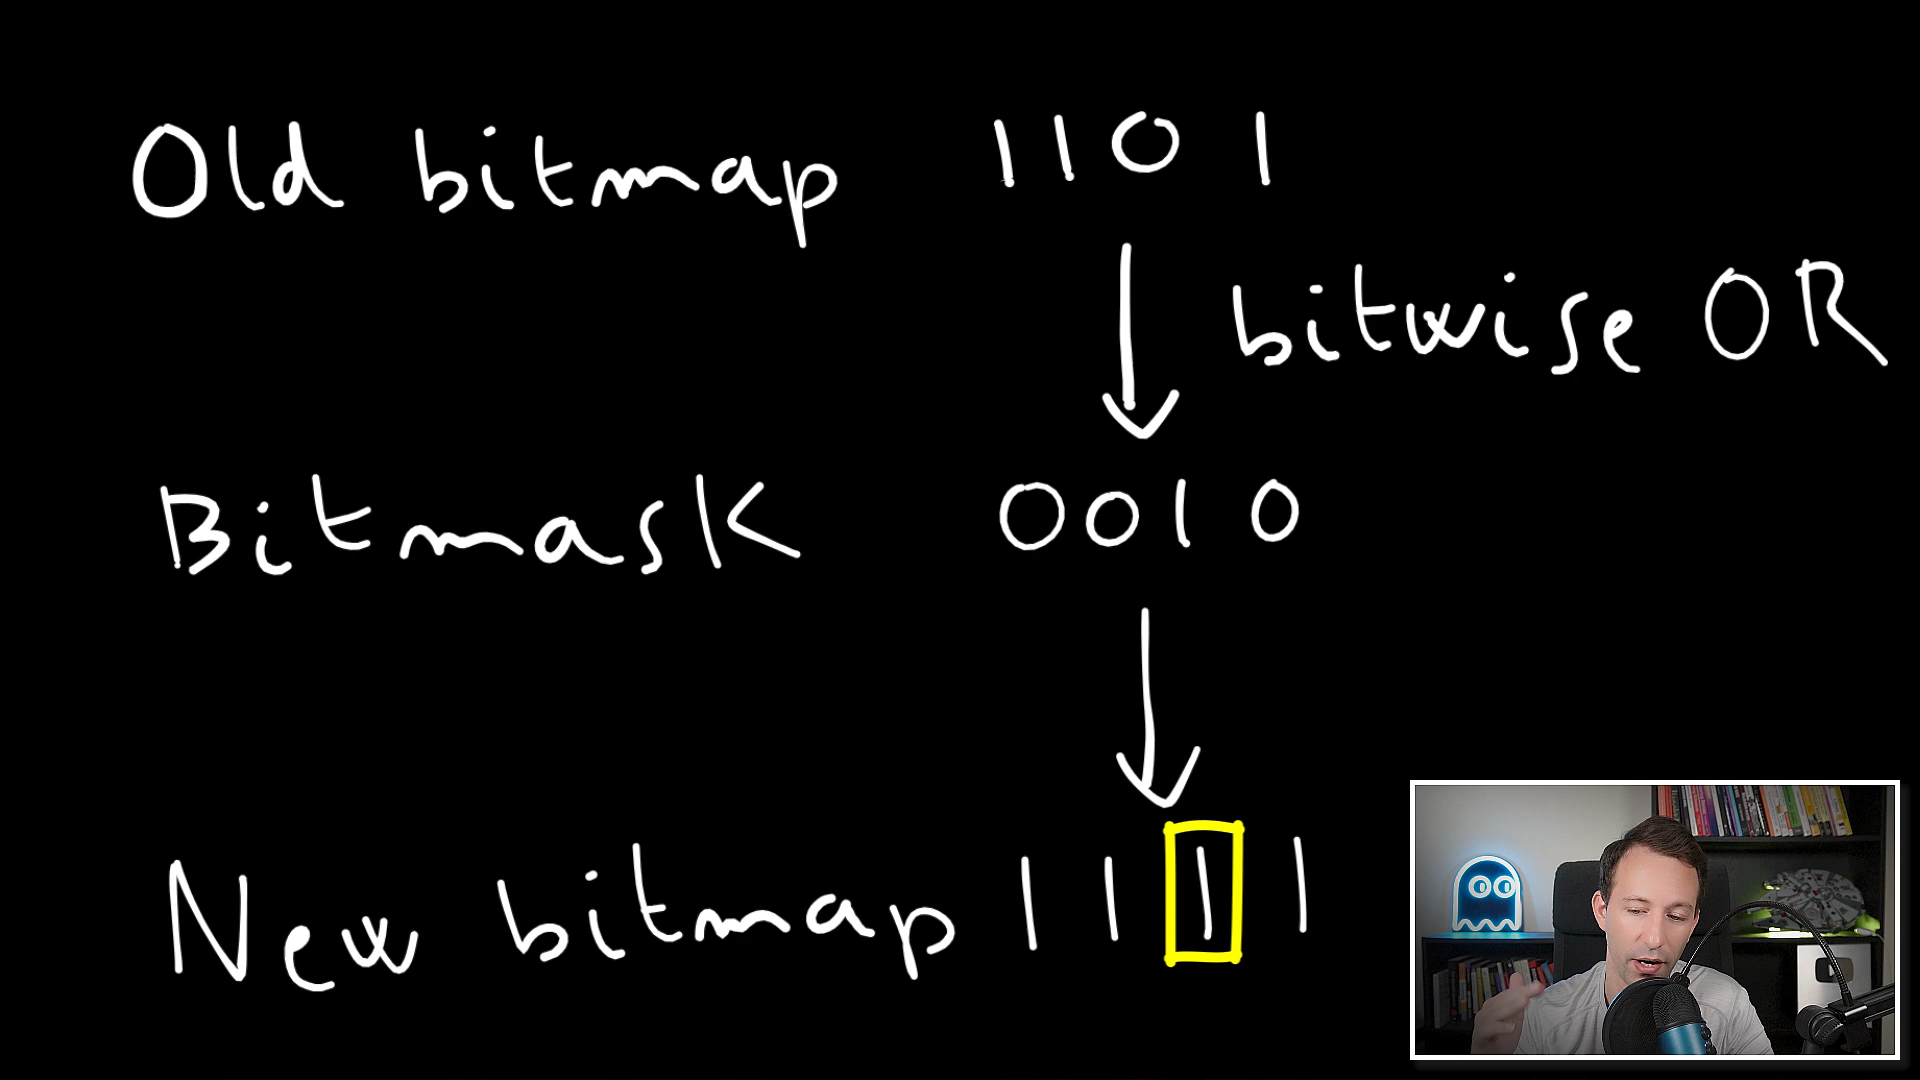 Old bitmap 1101
bitwise OR
Bitmask 0010
New bitmap 1111